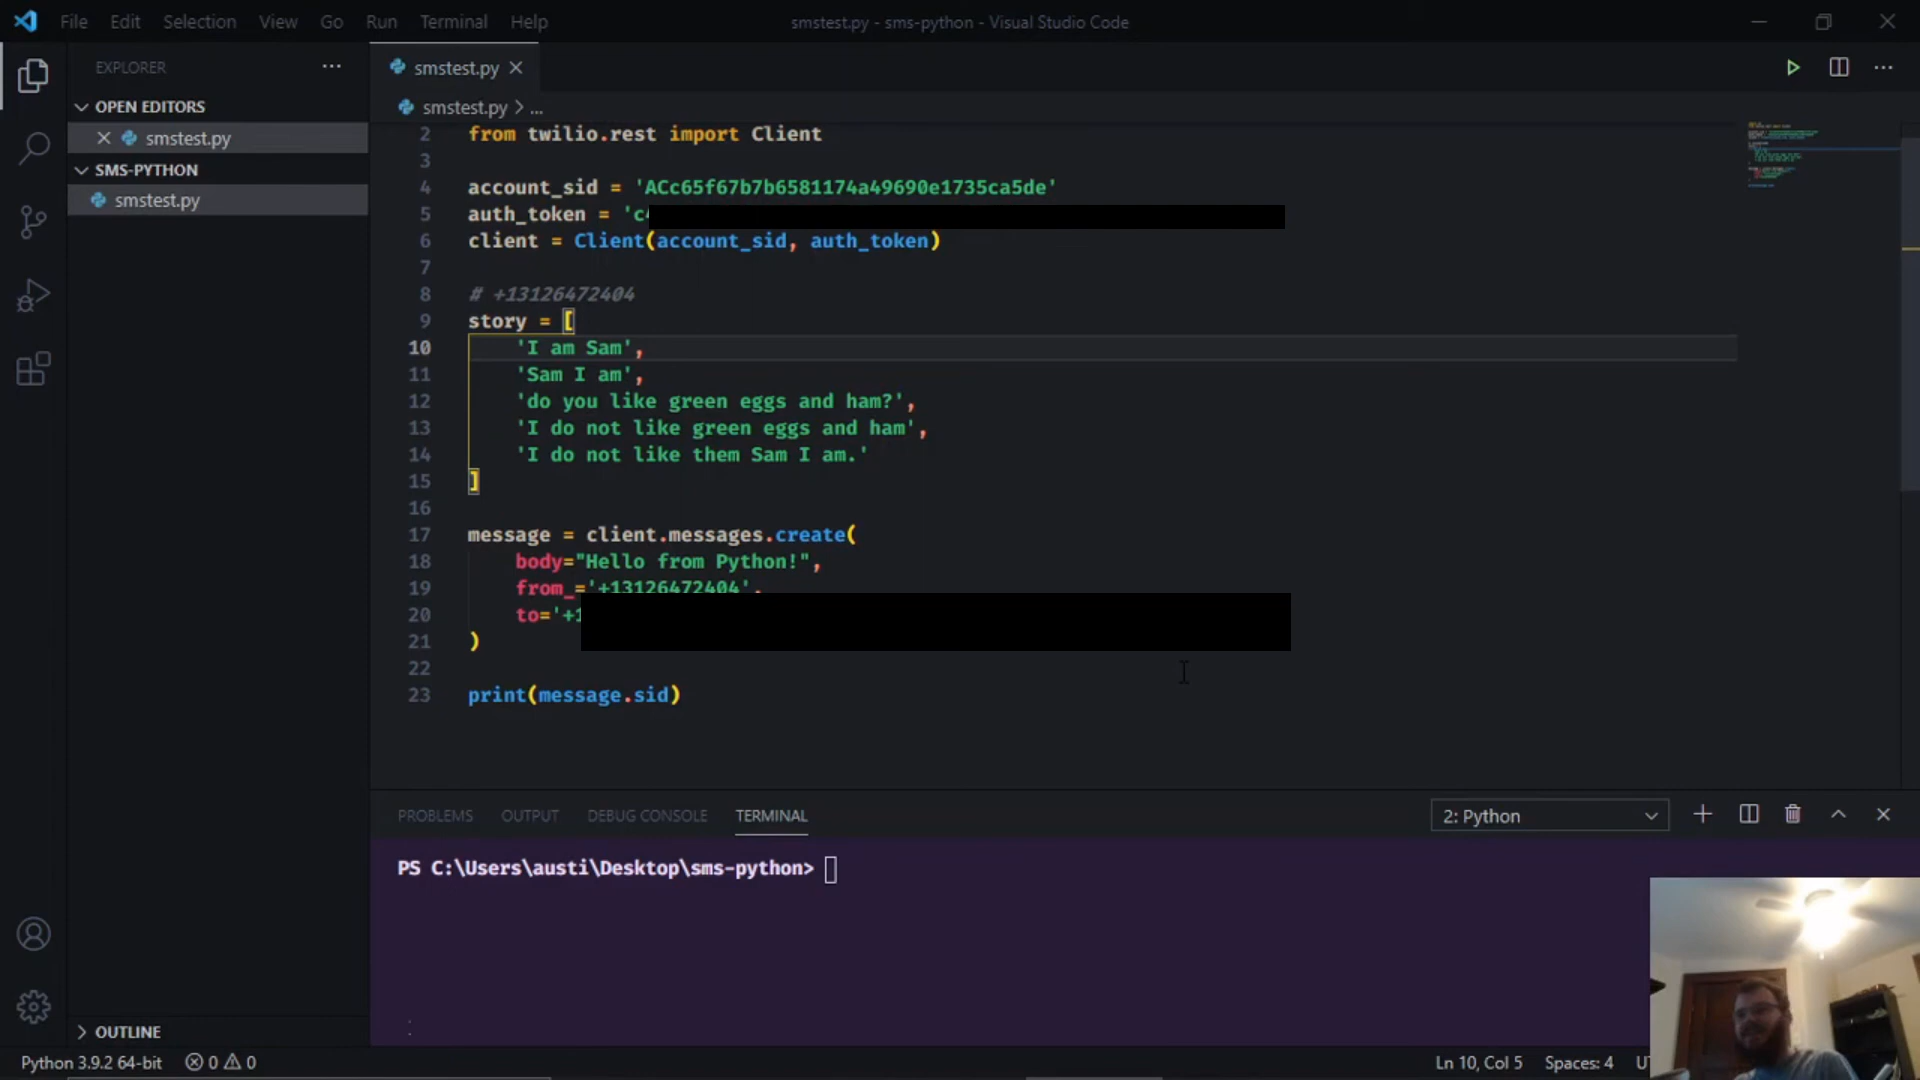 File Edit Selection View Go Run Terminal Help
smstest.py - sms-python - Visual Studio Code
EXPLORER
OPEN EDITORS
smstest.py
SMS-PYTHON
smstest.py
OUTLINE
smstest.py
smstest.py > ...
2 from twilio.rest import Client
3
4 account_sid = 'ACc65f67b7b6581174a49690e1735ca5de'
5 auth_token = 'c
6 client = Client(account_sid, auth_token)
7
8 # +13126472404
9 story = [
10 'I am Sam',
11 'Sam I am',
12 'do you like green eggs and ham?',
13 'I do not like green eggs and ham',
14 'I do not like them Sam I am.'
15 ]
16
17 message = client.messages.create(
18 body="Hello from Python!",
19 from_='+13126472404',
20 to='+1
21 )
22
23 print(message.sid)
PROBLEMS OUTPUT DEBUG CONSOLE TERMINAL
2: Python
PS C:\Users\austi\Desktop\sms-python>
Python 3.9.2 64-bit 0 0
Ln 10, Col 5 Spaces: 4